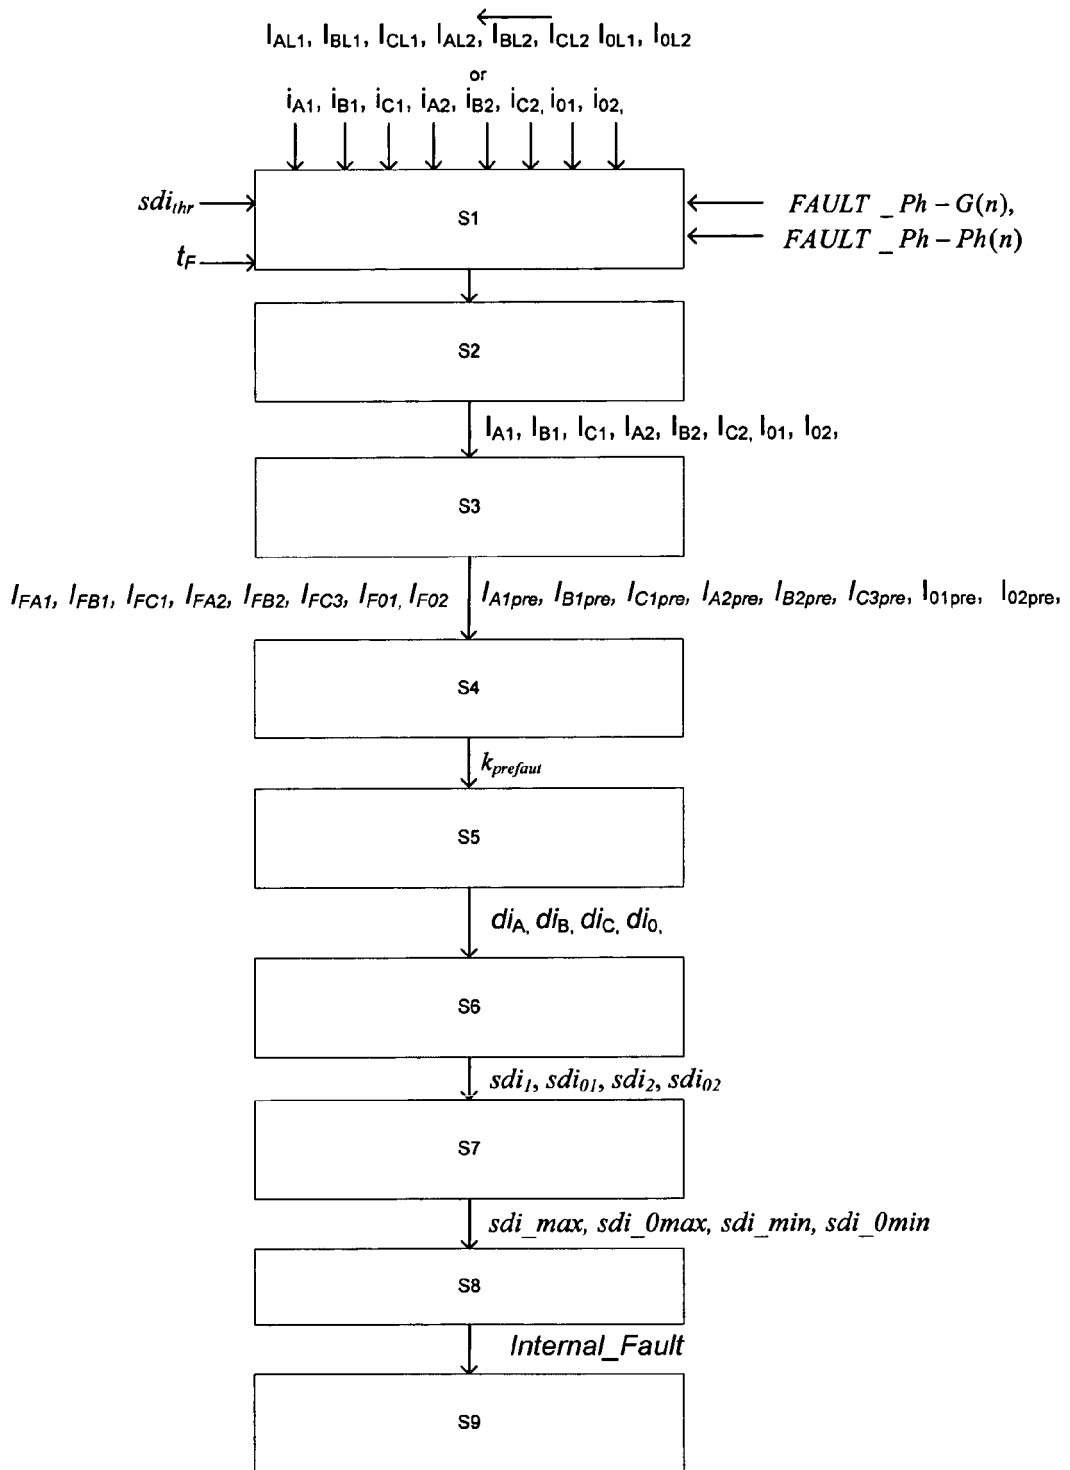 I_AL1, I_BL1, I_CL1, I_AL2, I_BL2, I_CL2 I_0L1, I_0L2
or
i_A1, i_B1, i_C1, i_A2, i_B2, i_C2, i_01, i_02,
sdi_thr
S1
FAULT _ Ph – G(n),
FAULT _ Ph – Ph(n)
t_F
S2
I_A1, I_B1, I_C1, I_A2, I_B2, I_C2, I_01, I_02,
S3
I_FA1, I_FB1, I_FC1, I_FA2, I_FB2, I_FC3, I_F01, I_F02 I_A1pre, I_B1pre, I_C1pre, I_A2pre, I_B2pre, I_C3pre, I_01pre, I_02pre,
S4
k_prefaut
S5
di_A, di_B, di_C, di_0,
S6
sdi_1, sdi_01, sdi_2, sdi_02
S7
sdi_max, sdi_0max, sdi_min, sdi_0min
S8
Internal_Fault
S9